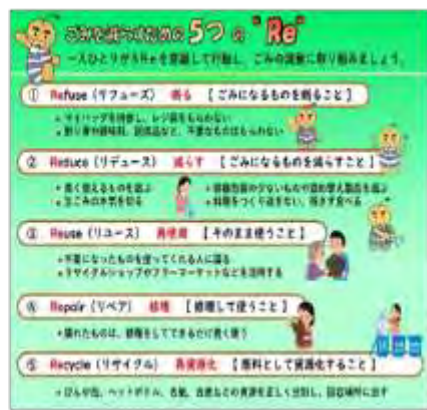 ごみを減らすための5つの"Re"
一人ひとりが5Reを意識して行動し、ごみの減量に取り組みましょう。
① Refuse(リフューズ) 断る 【ごみになるものを断ること】
• マイバッグを持参し、レジ袋をもらわない
• 割り箸や調味料、試供品など、不要なものはもらわない
② Reduce(リデュース) 減らす 【ごみになるものを減らすこと】
• 長く使えるものを選ぶ • 容器包装の少ないものや詰め替え製品を選ぶ
• 生ごみの水気を切る • 料理をつくり過ぎない、残さず食べる
③ Reuse(リユース) 再使用 【そのまま使うこと】
• 不要になったものを使ってくれる人に譲る
• リサイクルショップやフリーマーケットなどを活用する
④ Repair(リペア) 修理 【修理して使うこと】
• 壊れたものは、修理をしてできるだけ長く使う
⑤ Recycle(リサイクル) 再資源化 【原料として資源化すること】
• びんや缶、ペットボトル、古紙、古着などの資源を正しく分別し、回収場所に出す